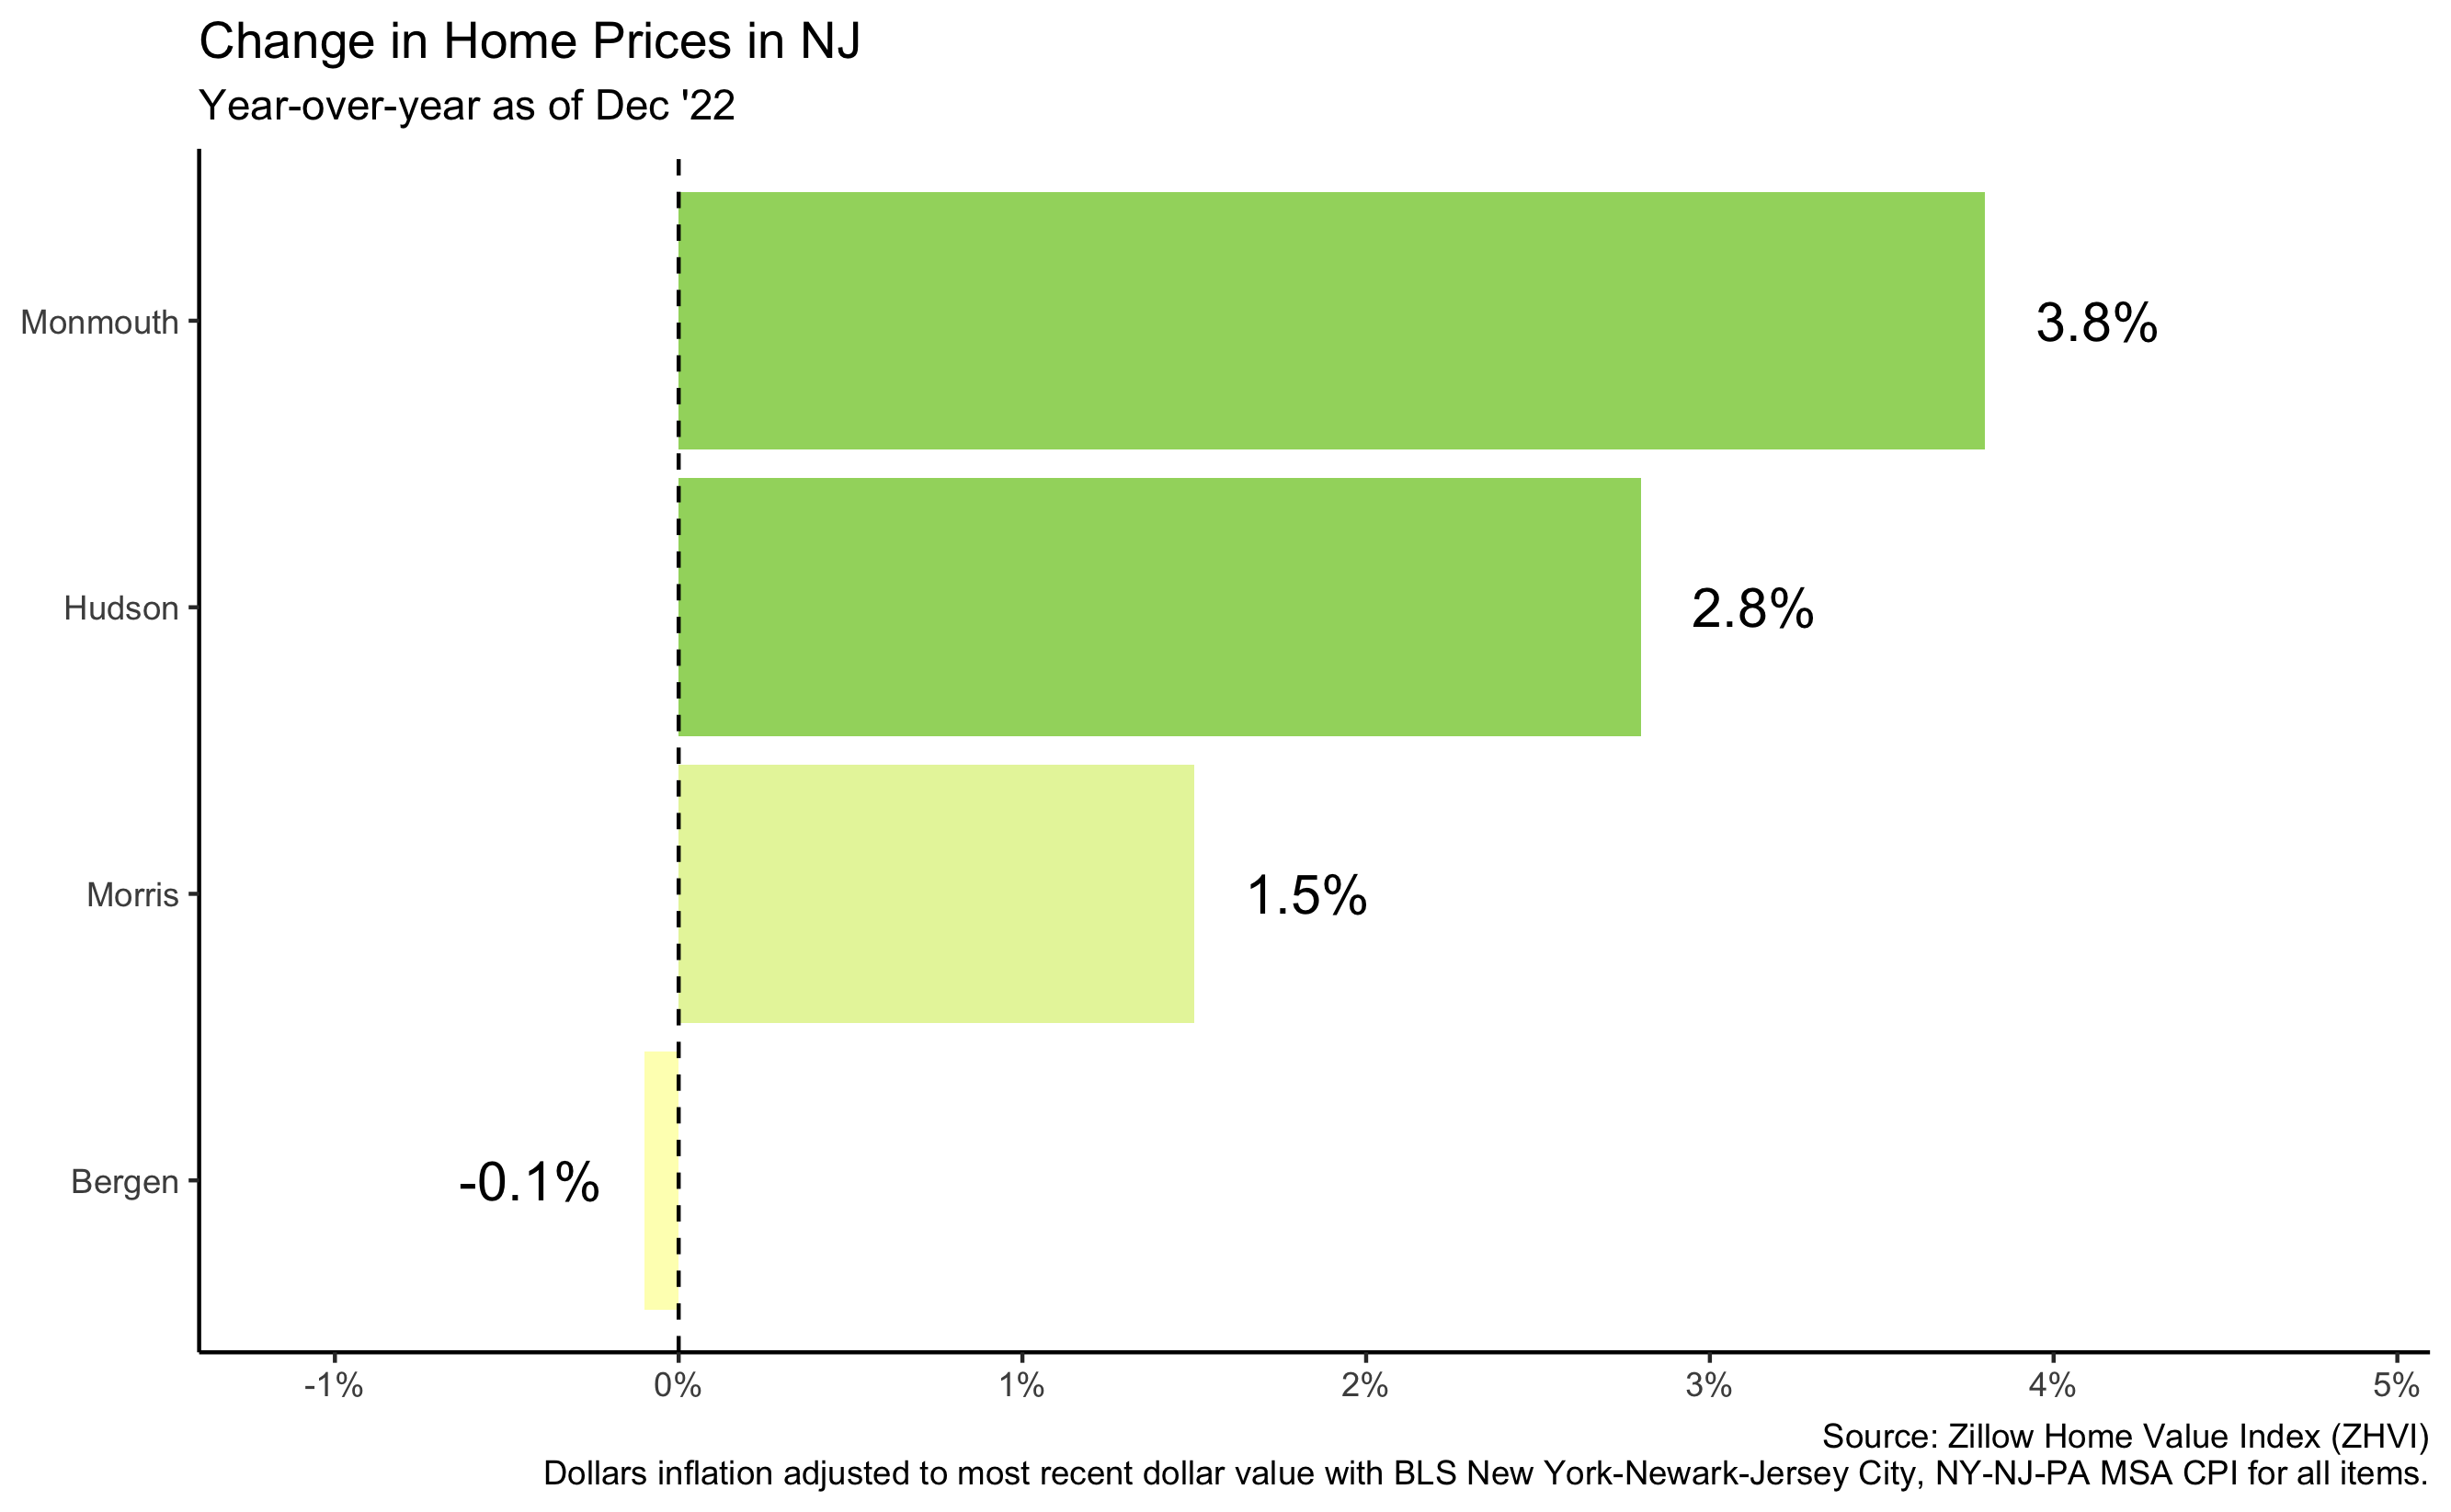 Change in Home Prices in NJ
Year-over-year as of Dec '22
Monmouth
3.8%
Hudson
2.8%
Morris
1.5%
Bergen
-0.1%
-1%
0%
1%
2%
3%
4%
5%
Source: Zillow Home Value Index (ZHVI)
Dollars inflation adjusted to most recent dollar value with BLS New York-Newark-Jersey City, NY-NJ-PA MSA CPI for all items.